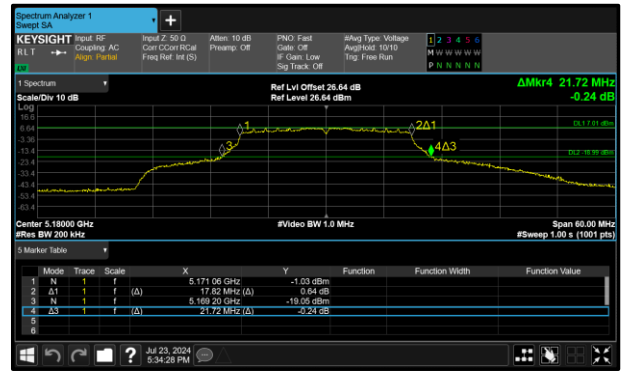 Spectrum Analyzer 1
Swept SA
+
KEYSIGHT
RLT
LW
Input: RF
Coupling: AC
Align: Partial
Input Z: 50 Ω
Corr CCorr RCal
Freq Ref: Int (S)
Atten: 10 dB
Preamp: Off
PNO: Fast
Gate: Off
IF Gain: Low
Sig Track: Off
#Avg Type: Voltage
Avg|Hold: 10/10
Trig: Free Run
1 2 3 4 5 6
M W W W W W
P N N N N N
1 Spectrum
Scale/Div 10 dB
Log
Ref Lvl Offset 26.64 dB
Ref Level 26.64 dBm
ΔMkr4 21.72 MHz
-0.24 dB
16.6
6.64
-3.36
-13.4
-23.4
-33.4
-43.4
-53.4
-63.4
1
2Δ1
3
4Δ3
DL1 7.01 dBm
DL2 -18.99 dBm
Center 5.18000 GHz
#Res BW 200 kHz
#Video BW 1.0 MHz
Span 60.00 MHz
#Sweep 1.00 s (1001 pts)
5 Marker Table
Mode Trace Scale X Y Function Function Width Function Value
1 N 1 f 5.171 06 GHz -1.03 dBm
2 Δ1 1 f (Δ) 17.82 MHz (Δ) 0.64 dB
3 N 1 f 5.169 20 GHz -19.05 dBm
4 Δ3 1 f (Δ) 21.72 MHz (Δ) -0.24 dB
5
6
?
Jul 23, 2024
5:34:28 PM